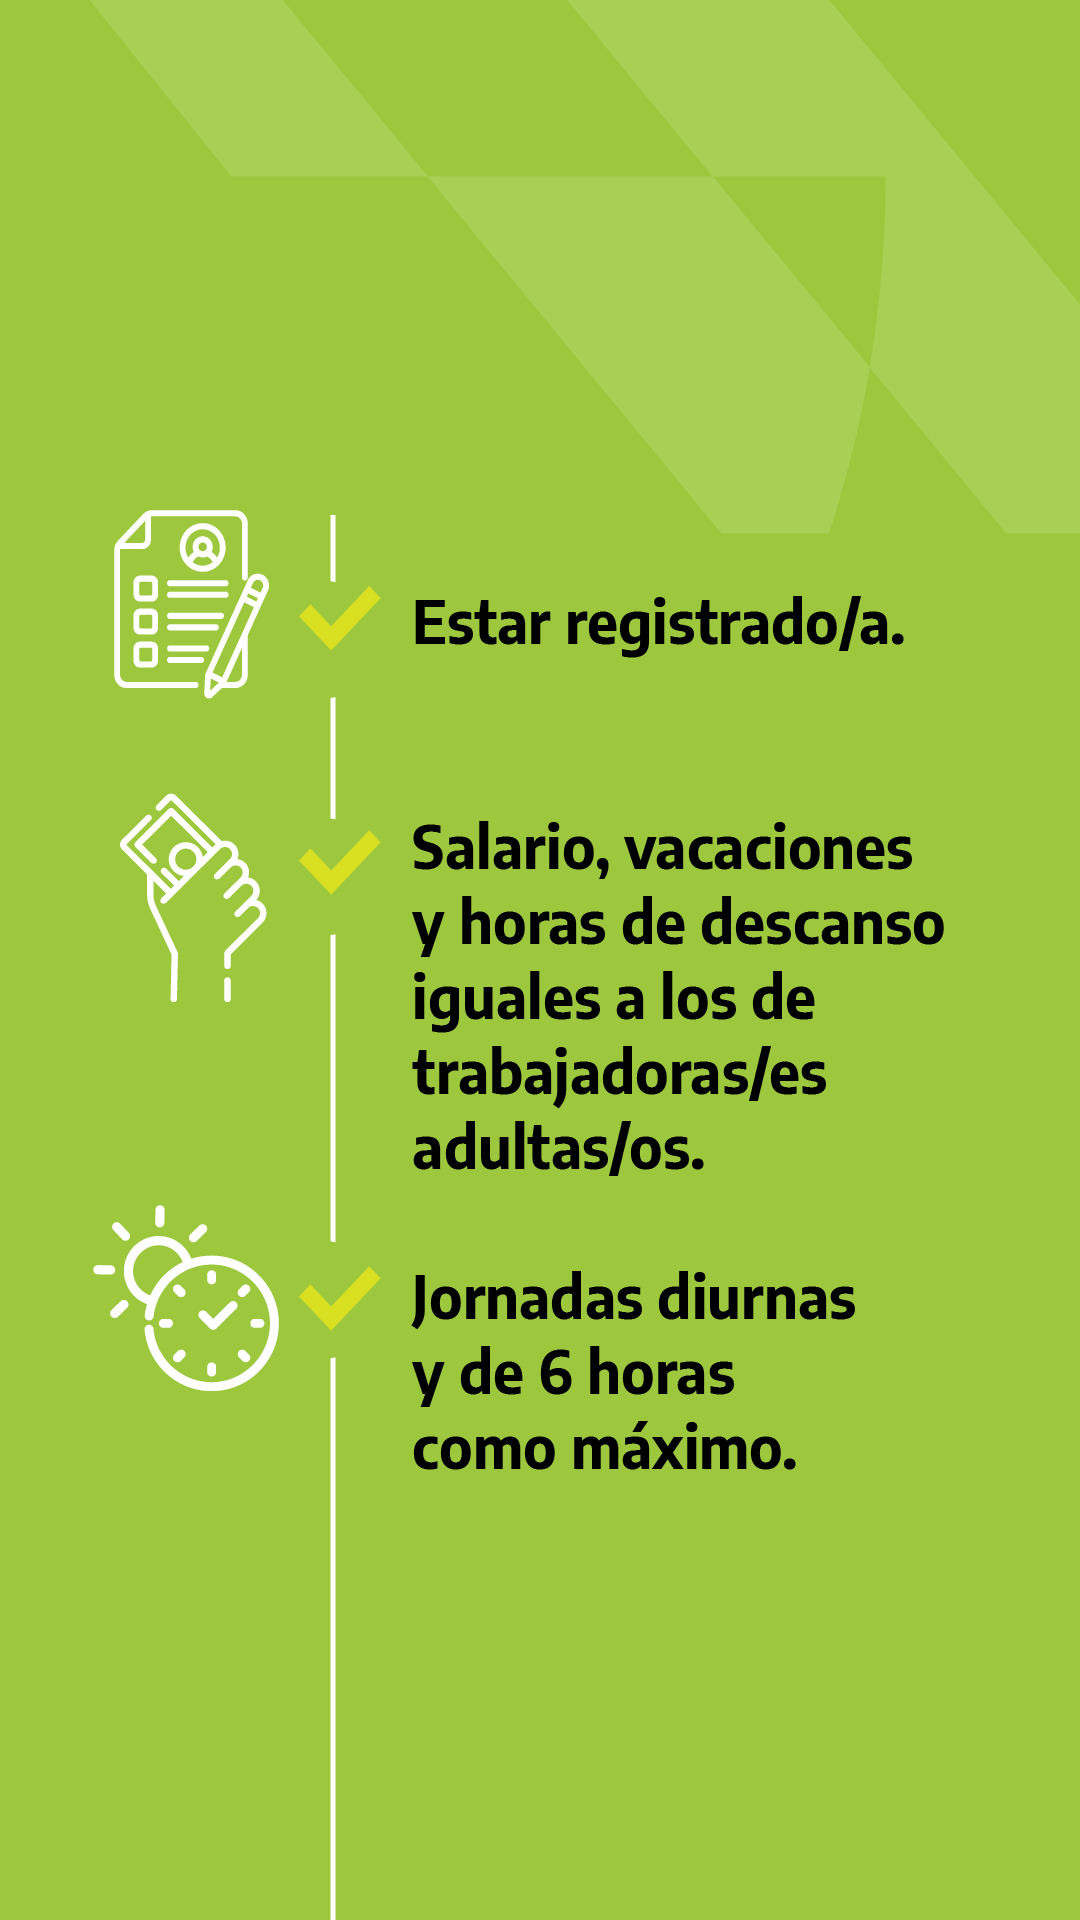 Estar registrado/a.
Salario, vacaciones
y horas de descanso
iguales a los de
trabajadoras/es
adultas/os.
Jornadas diurnas
y de 6 horas
como máximo.